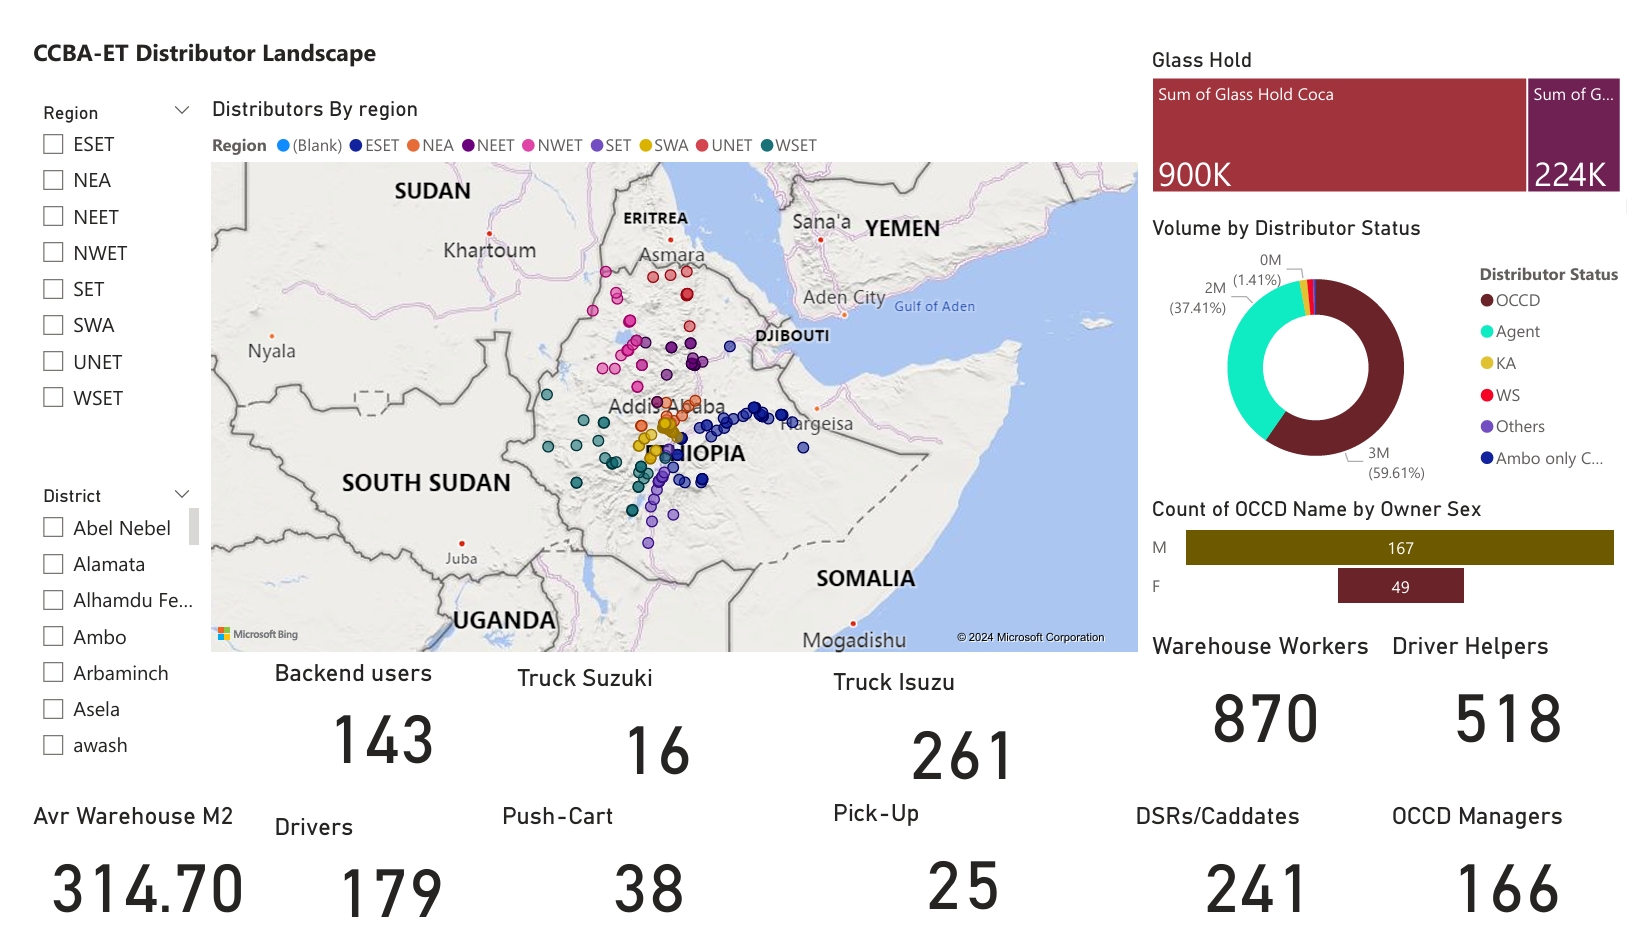 CCBA-ET Distributor Landscape
Region
ESET
NEA
NEET
NWET
SET
SWA
UNET
WSET
District
Abel Nebel
Alamata
Alhamdu Fe...
Ambo
Arbaminch
Asela
awash
Distributors By region
Region (Blank) ESET NEA NEET NWET SET SWA UNET WSET
SUDAN
Khartoum
ERITREA
Asmara
Sana'a
YEMEN
Aden City
Gulf of Aden
DJIBOUTI
Nyala
Addis Ababa
Hargeisa
ETHIOPIA
SOUTH SUDAN
Juba
SOMALIA
UGANDA
Mogadishu
Microsoft Bing
© 2024 Microsoft Corporation
Glass Hold
Sum of Glass Hold Coca
900K
Sum of G...
224K
Volume by Distributor Status
0M
(1.41%)
2M
(37.41%)
3M
(59.61%)
Distributor Status
OCCD
Agent
KA
WS
Others
Ambo only C...
Count of OCCD Name by Owner Sex
M 167
F 49
Backend users
143
Truck Suzuki
16
Truck Isuzu
261
Warehouse Workers
870
Driver Helpers
518
Avr Warehouse M2
314.70
Drivers
179
Push-Cart
38
Pick-Up
25
DSRs/Caddates
241
OCCD Managers
166